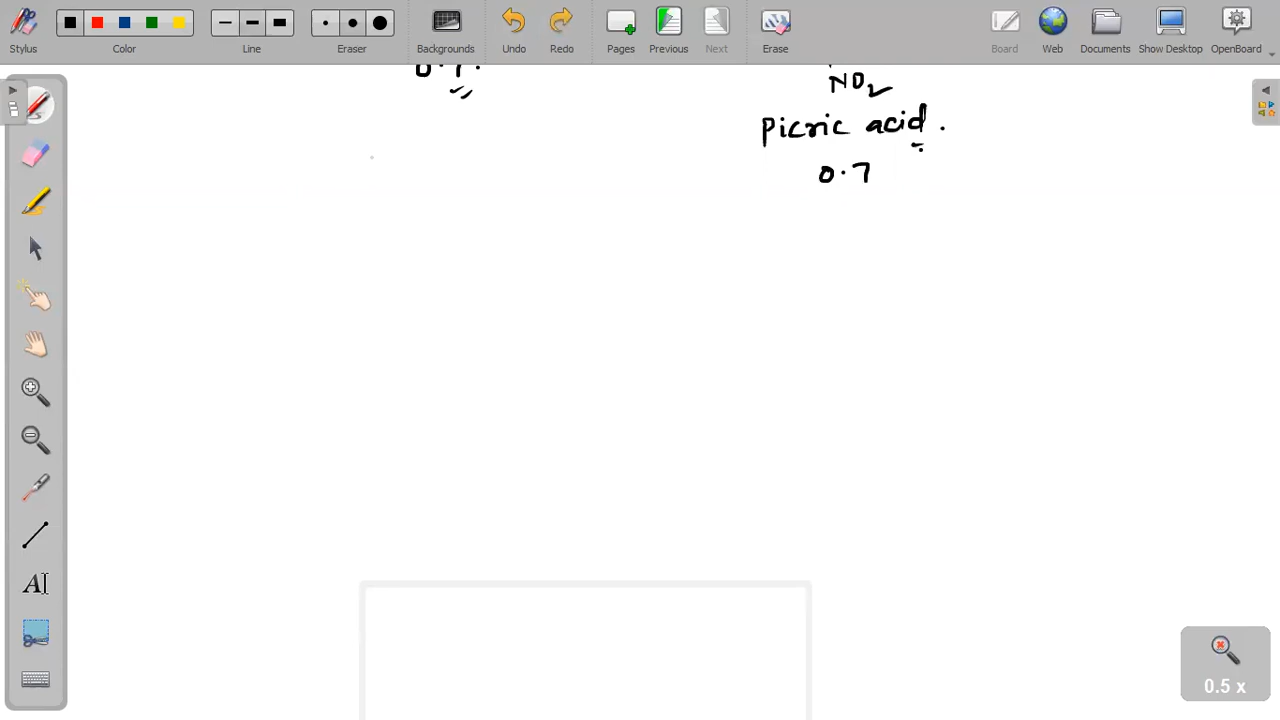 Stylus Color Line Eraser Backgrounds Undo Redo Pages Previous Next Erase Board Web Documents Show Desktop OpenBoard
NO2
Picric acid.
0.7
0.5 x